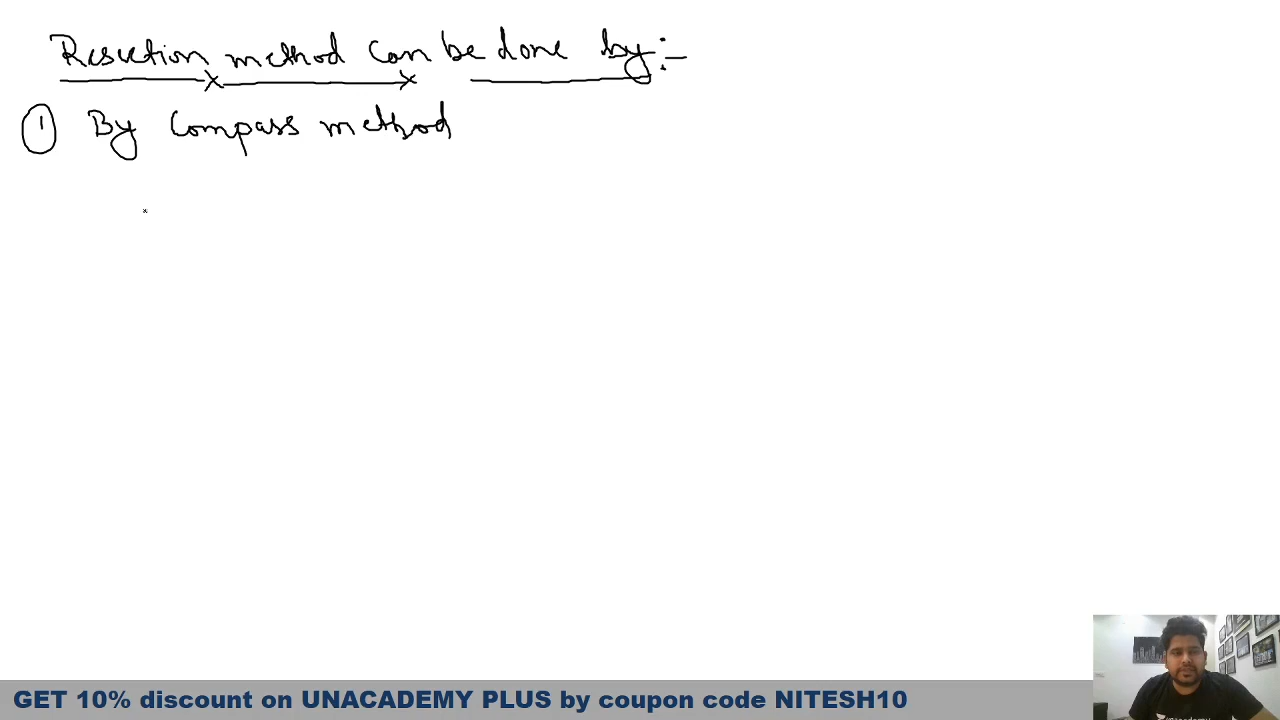 Resection method can be done by:-
① By Compass method
GET 10% discount on UNACADEMY PLUS by coupon code NITESH10
unacademy